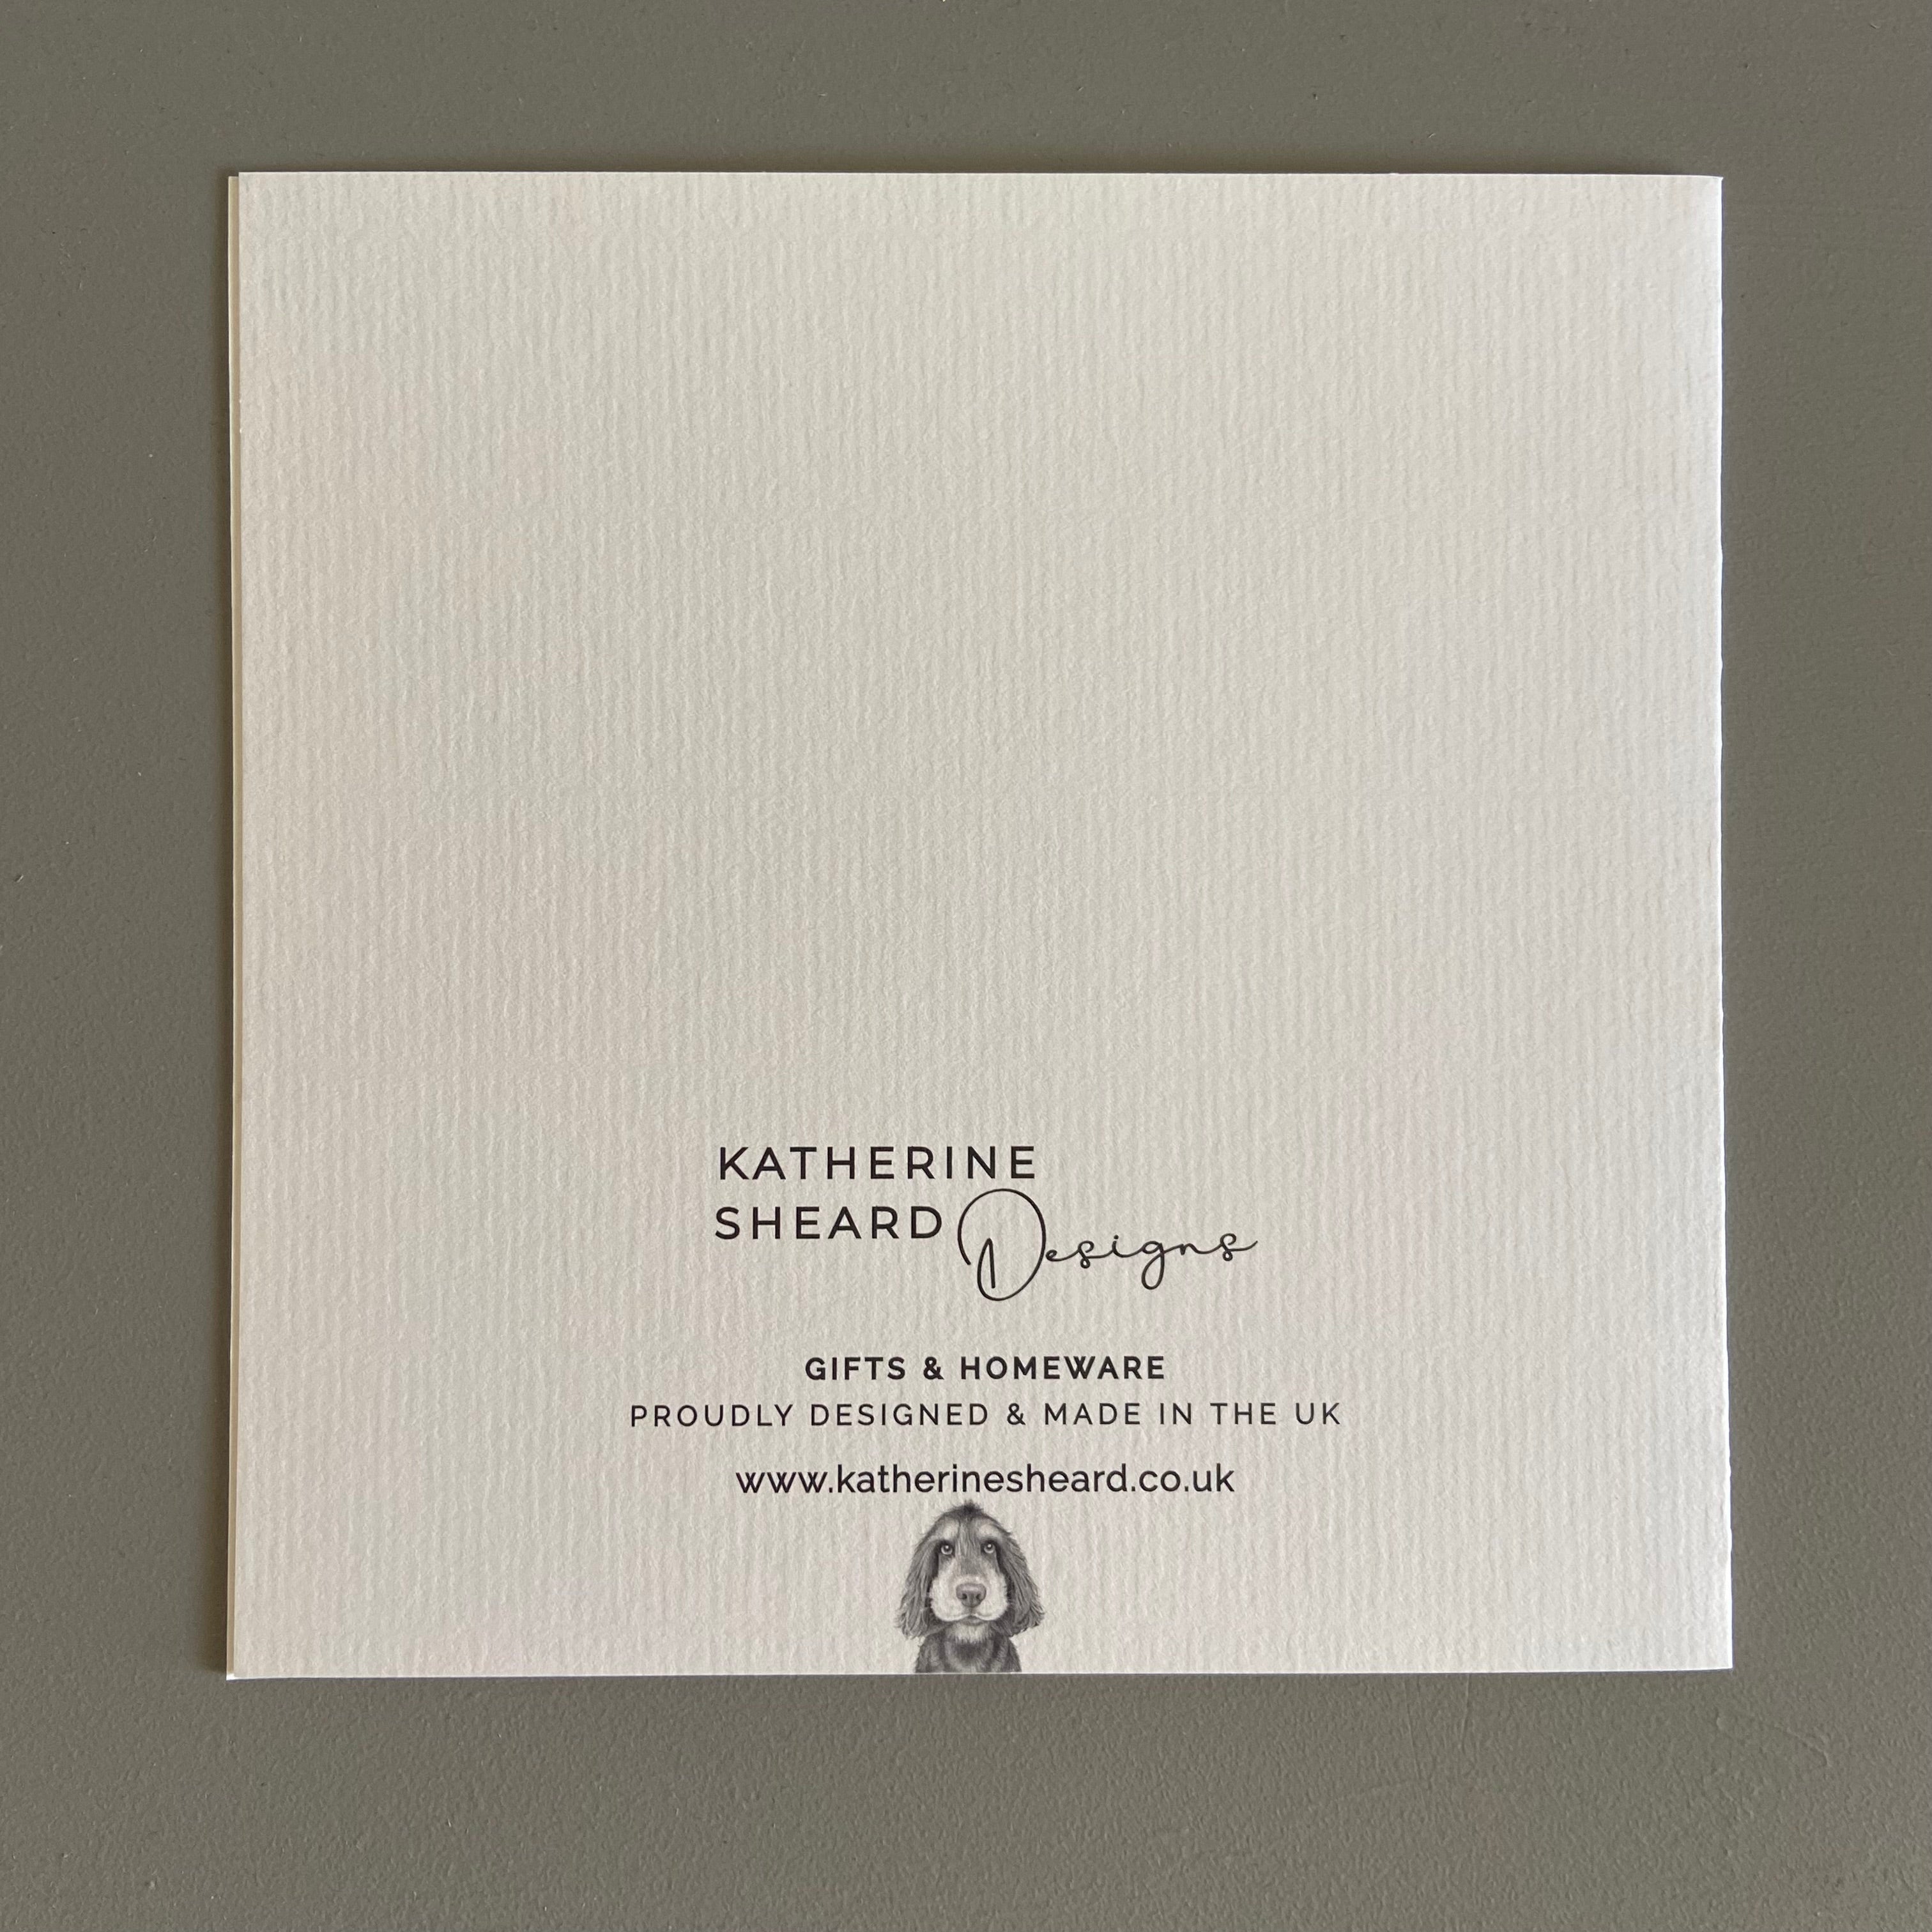 KATHERINE
SHEARD Designs
GIFTS & HOMEWARE
PROUDLY DESIGNED & MADE IN THE UK
www.katherinesheard.co.uk